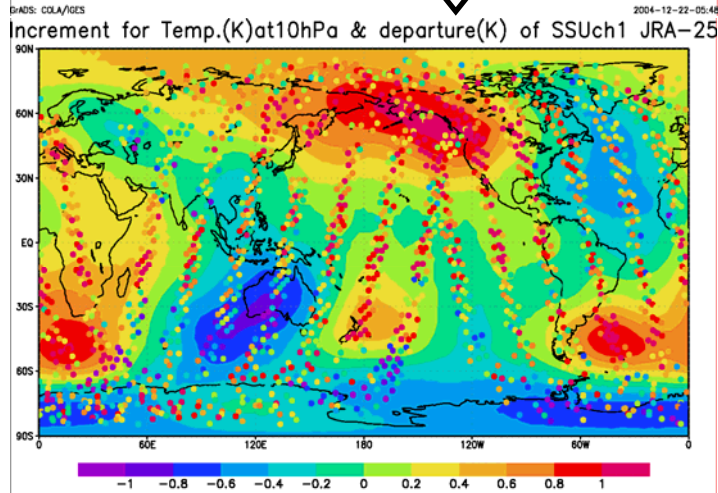 GrADS: COLA/IGES 2004-12-22-05:48
Increment for Temp.(K)at10hPa & departure(K) of SSUch1 JRA-25
90N
60N
30N
EQ
30S
60S
90S
0 60E 120E 180 120W 60W 0
-1 -0.8 -0.6 -0.4 -0.2 0 0.2 0.4 0.6 0.8 1